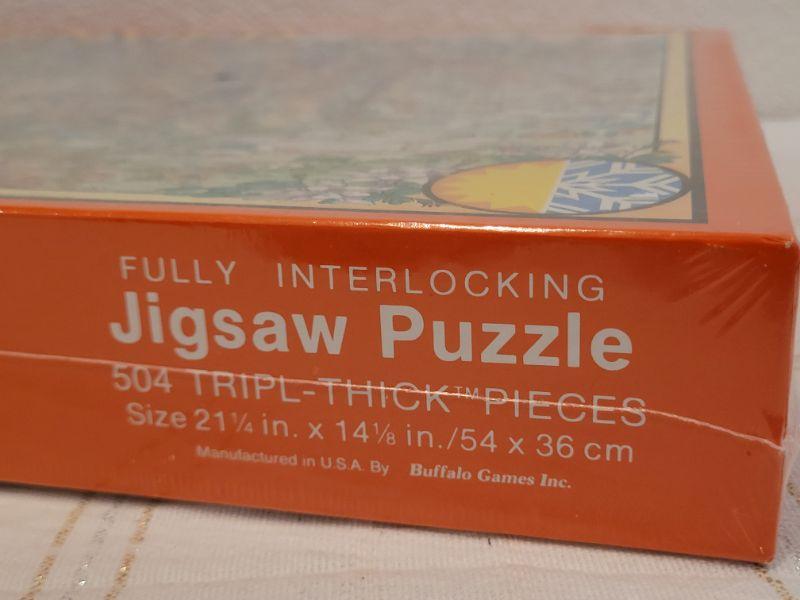 FULLY INTERLOCKING
Jigsaw Puzzle
504 TRIPL-THICK™ PIECES
Size 21¼ in. x 14⅛ in./54 x 36 cm
Manufactured in U.S.A. By Buffalo Games Inc.